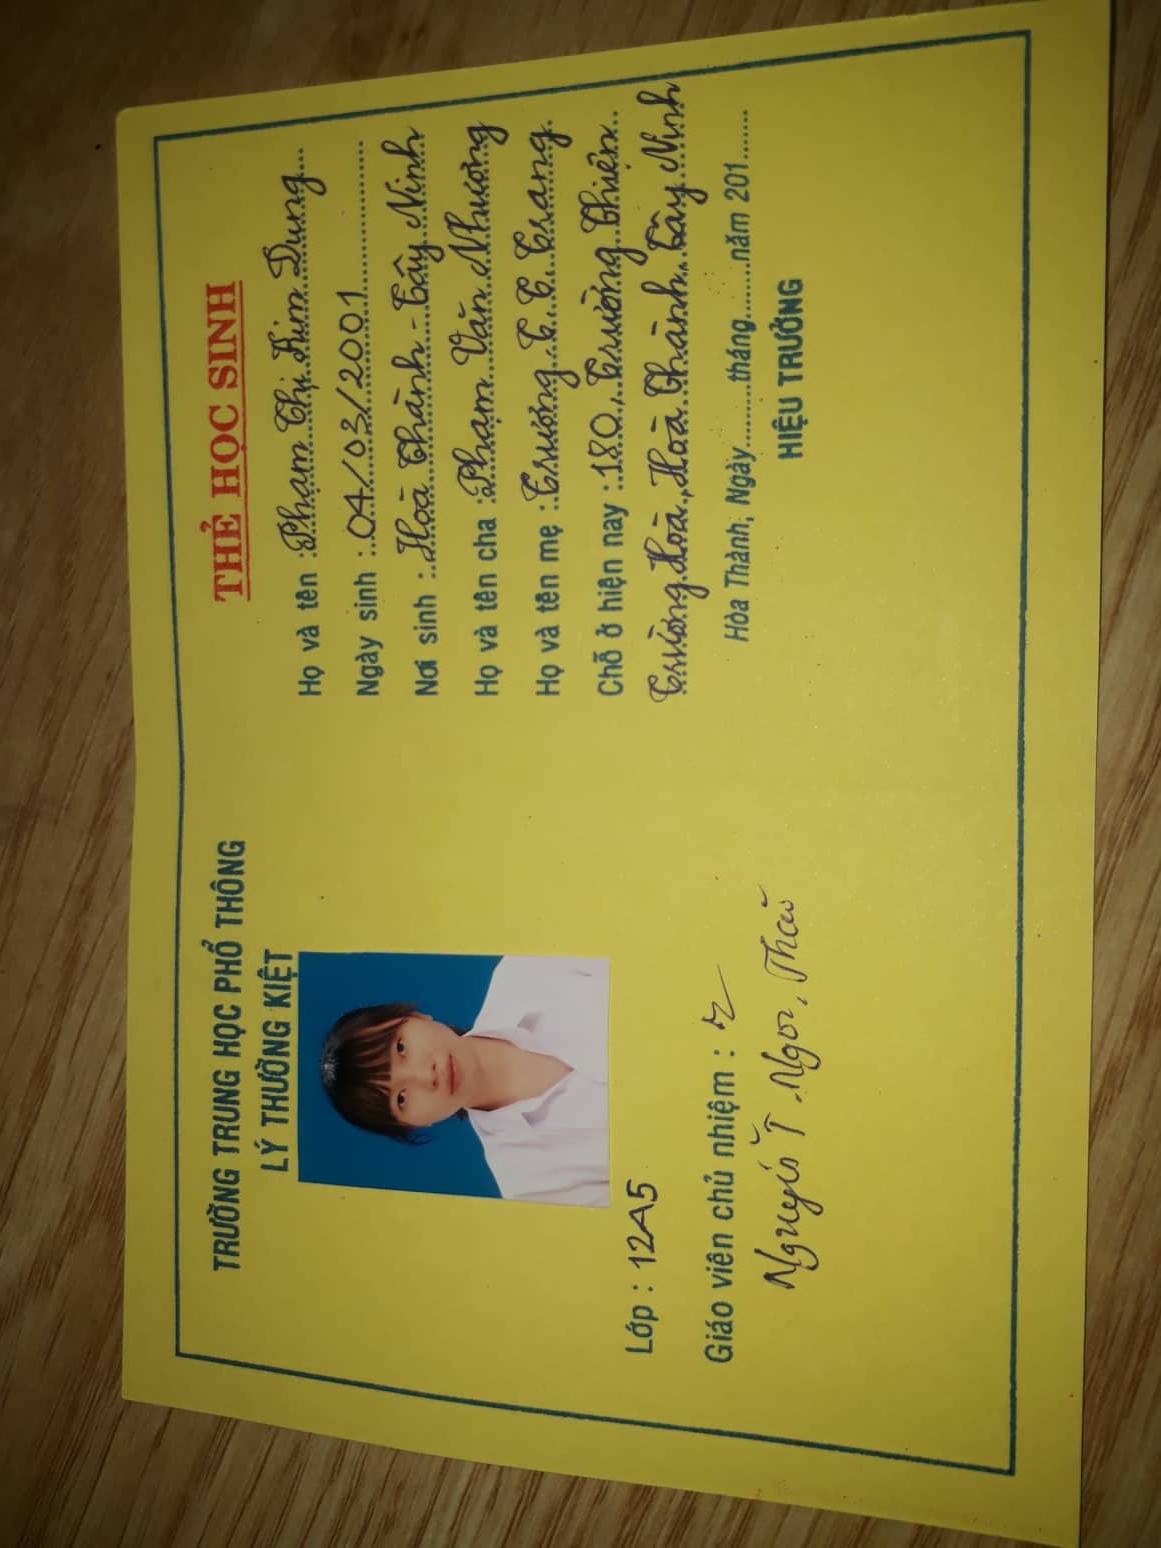 TRƯỜNG TRUNG HỌC PHỔ THÔNG
LÝ THƯỜNG KIỆT
Lớp : 12A5
Giáo viên chủ nhiệm :
Nguyễn T Ngọc Thảo
THẺ HỌC SINH
Họ và tên : Phạm Thị Kim Dung
Ngày sinh : 04/03/2001
Nơi sinh : Hoà Thành - Tây Ninh
Họ và tên cha : Phạm Văn Nhương
Họ và tên mẹ : Trương T. T. Trang.
Chỗ ở hiện nay : 180, Trường Thiện
Trường Hoà, Hoà Thành, Tây Ninh
Hòa Thành, Ngày........tháng........năm 201.......
HIỆU TRƯỞNG